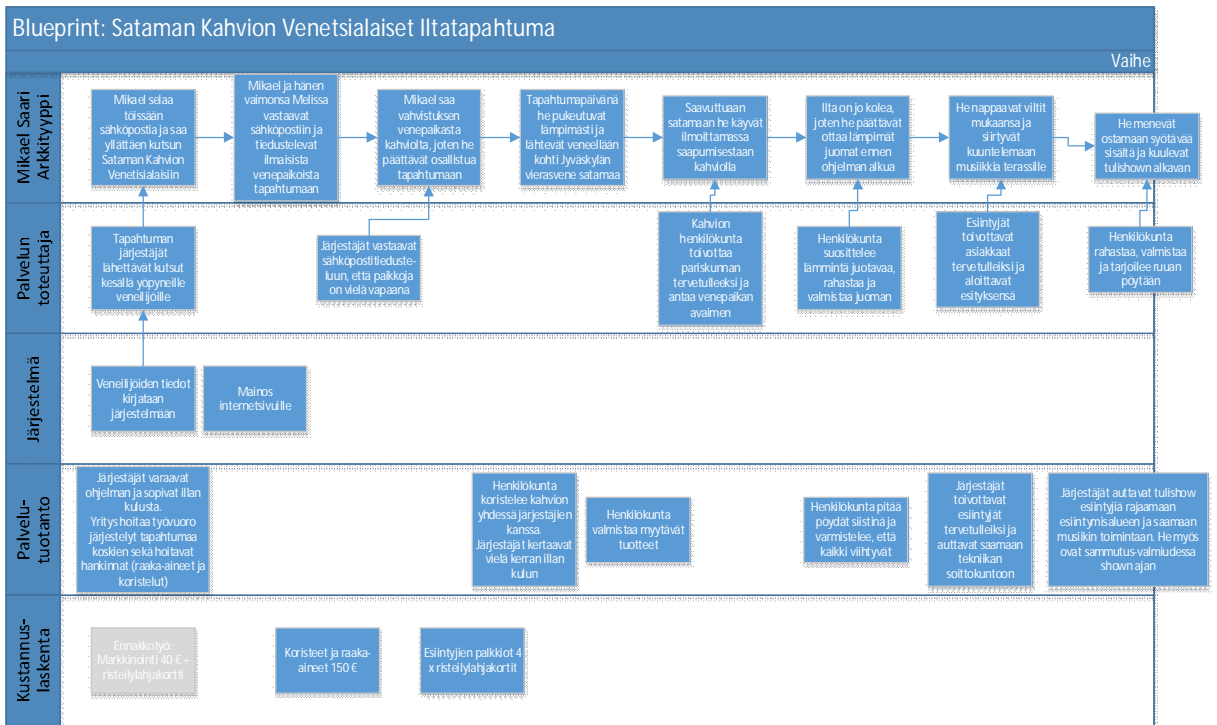 Blueprint: Sataman Kahvion Venetsialaiset Iltatapahtuma
Vaihe
Mikael Saari
Arkkityyppi
Mikael selaa
töissään
sähköpostia ja saa
yllättäen kutsun
Sataman Kahvion
Venetisialaisiin
Mikael ja hänen
vaimonsa Melissa
vastaavat
sähköpostiin ja
tiedustelevat
ilmaisista
venepaikoista
tapahtumaan
Mikael saa
vahvistuksen
venepaikasta
kahviolta, joten he
päättävät osallistua
tapahtumaan
Tapahtumapäivänä
he pukeutuvat
lämpimästi ja
lähtevät veneellään
kohti Jyväskylän
vierasvene satamaa
Saavuttuaan
satamaan he käyvät
ilmoittamassa
saapumisestaan
kahviolla
Ilta on jo kolea,
joten he päättävät
ottaa lämpimät
juomat ennen
ohjelman alkua
He nappaavat viltit
mukaansa ja
siirtyvät
kuuntelemaan
musiikkia terassille
He menevät
ostamaan syötävää
sisältä ja kuulevat
tulishown alkavan
Palvelun
toteuttaja
Tapahtuman
järjestäjät
lähettävät kutsut
kesällä yöpyneille
veneilijöille
Järjestäjät vastaavat
sähköpostitieduste-
luun, että paikkoja
on vielä vapaana
Kahvion
henkilökunta
toivottaa
pariskunnan
tervetulleeksi ja
antaa venepaikan
avaimen
Henkilökunta
suosittelee
lämmintä juotavaa,
rahastaa ja
valmistaa juoman
Esiintyjät
toivottavat
asiakkaat
tervetulleiksi ja
aloittavat
esityksensä
Henkilökunta
rahastaa, valmistaa
ja tarjoilee ruuan
pöytään
Järjestelmä
Veneilijöiden tiedot
kirjataan
järjestelmään
Mainos
internetsivuille
Palvelu-
tuotanto
Järjestäjät varaavat
ohjelman ja sopivat illan
kulusta.
Yritys hoitaa työvuoro
järjestelyt tapahtumaa
koskien sekä hoitavat
hankinnat (raaka-aineet ja
koristelut)
Henkilökunta
koristelee kahvion
yhdessä järjestäjien
kanssa.
Järjestäjät kertaavat
vielä kerran illan
kulun
Henkilökunta
valmistaa myytävät
tuotteet
Henkilökunta pitää
pöydät siistinä ja
varmistelee, että
kaikki viihtyvät
Järjestäjät
toivottavat
esiintyjät
tervetulleiksi ja
auttavat saamaan
tekniikan
soittokuntoon
Järjestäjät auttavat tulishow
esiintyjiä rajaamaan
esiintymisalueen ja saamaan
musiikin toimintaan. He myös
ovat sammutus-valmiudessa
shown ajan
Kustannus-
laskenta
Ennakkotyö:
Markkinointi 40 € +
risteilylahjakortti
Koristeet ja raaka-
aineet 150 €
Esiintyjien palkkiot 4
x risteilylahjakortit